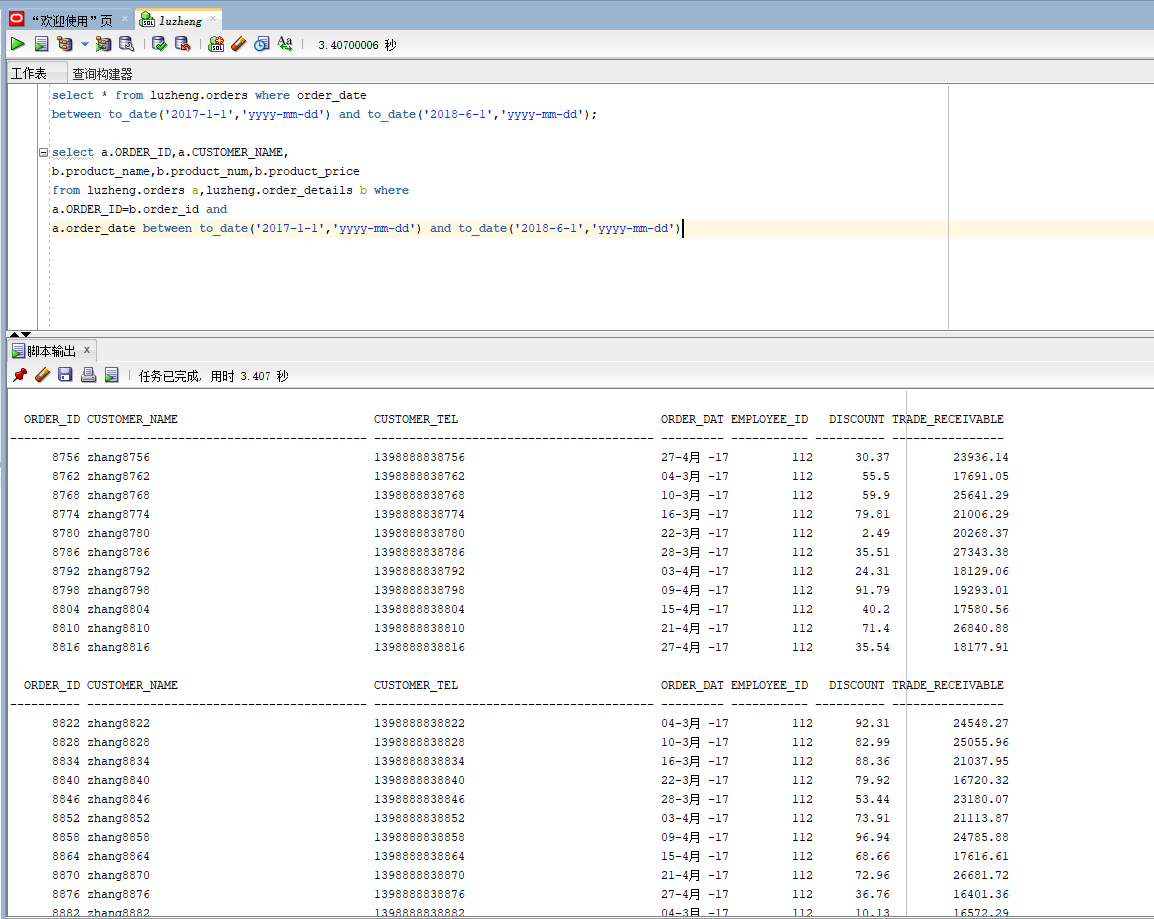 “欢迎使用”页 luzheng
3.40700006 秒
工作表 查询构建器
select * from luzheng.orders where order_date
between to_date('2017-1-1','yyyy-mm-dd') and to_date('2018-6-1','yyyy-mm-dd');
select a.ORDER_ID,a.CUSTOMER_NAME,
b.product_name,b.product_num,b.product_price
from luzheng.orders a,luzheng.order_details b where
a.ORDER_ID=b.order_id and
a.order_date between to_date('2017-1-1','yyyy-mm-dd') and to_date('2018-6-1','yyyy-mm-dd')
脚本输出 x
任务已完成, 用时 3.407 秒
ORDER_ID CUSTOMER_NAME CUSTOMER_TEL ORDER_DAT EMPLOYEE_ID DISCOUNT TRADE_RECEIVABLE
8756 zhang8756 1398888838756 27-4月 -17 112 30.37 23936.14
8762 zhang8762 1398888838762 04-3月 -17 112 55.5 17691.05
8768 zhang8768 1398888838768 10-3月 -17 112 59.9 25641.29
8774 zhang8774 1398888838774 16-3月 -17 112 79.81 21006.29
8780 zhang8780 1398888838780 22-3月 -17 112 2.49 20268.37
8786 zhang8786 1398888838786 28-3月 -17 112 35.51 27343.38
8792 zhang8792 1398888838792 03-4月 -17 112 24.31 18129.06
8798 zhang8798 1398888838798 09-4月 -17 112 91.79 19293.01
8804 zhang8804 1398888838804 15-4月 -17 112 40.2 17580.56
8810 zhang8810 1398888838810 21-4月 -17 112 71.4 26840.88
8816 zhang8816 1398888838816 27-4月 -17 112 35.54 18177.91
ORDER_ID CUSTOMER_NAME CUSTOMER_TEL ORDER_DAT EMPLOYEE_ID DISCOUNT TRADE_RECEIVABLE
8822 zhang8822 1398888838822 04-3月 -17 112 92.31 24548.27
8828 zhang8828 1398888838828 10-3月 -17 112 82.99 25055.96
8834 zhang8834 1398888838834 16-3月 -17 112 88.36 21037.95
8840 zhang8840 1398888838840 22-3月 -17 112 79.92 16720.32
8846 zhang8846 1398888838846 28-3月 -17 112 53.44 23180.07
8852 zhang8852 1398888838852 03-4月 -17 112 73.91 21113.87
8858 zhang8858 1398888838858 09-4月 -17 112 96.94 24785.88
8864 zhang8864 1398888838864 15-4月 -17 112 68.66 17616.61
8870 zhang8870 1398888838870 21-4月 -17 112 72.96 26681.72
8876 zhang8876 1398888838876 27-4月 -17 112 36.76 16401.36
8882 zhang8882 1398888838882 04-3月 -17 112 10.13 16572.29